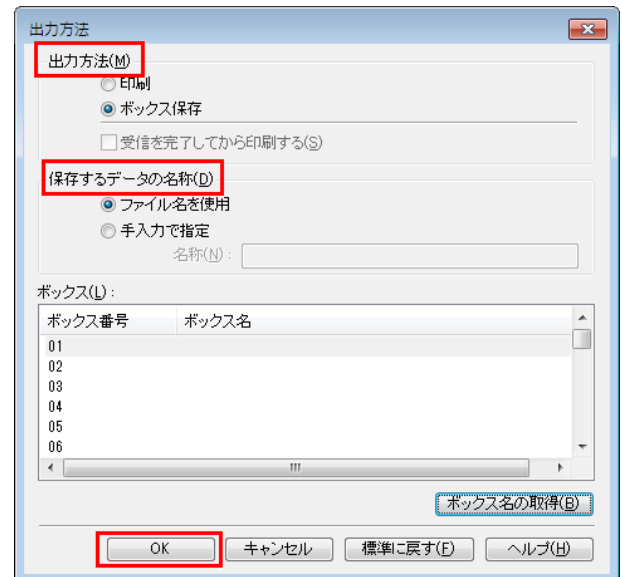 出力方法
出力方法(M)
印刷
ボックス保存
受信を完了してから印刷する(S)
保存するデータの名称(D)
ファイル名を使用
手入力で指定
名称(N):
ボックス(L):
ボックス番号 ボックス名
01
02
03
04
05
06
ボックス名の取得(B)
OK キャンセル 標準に戻す(F) ヘルプ(H)